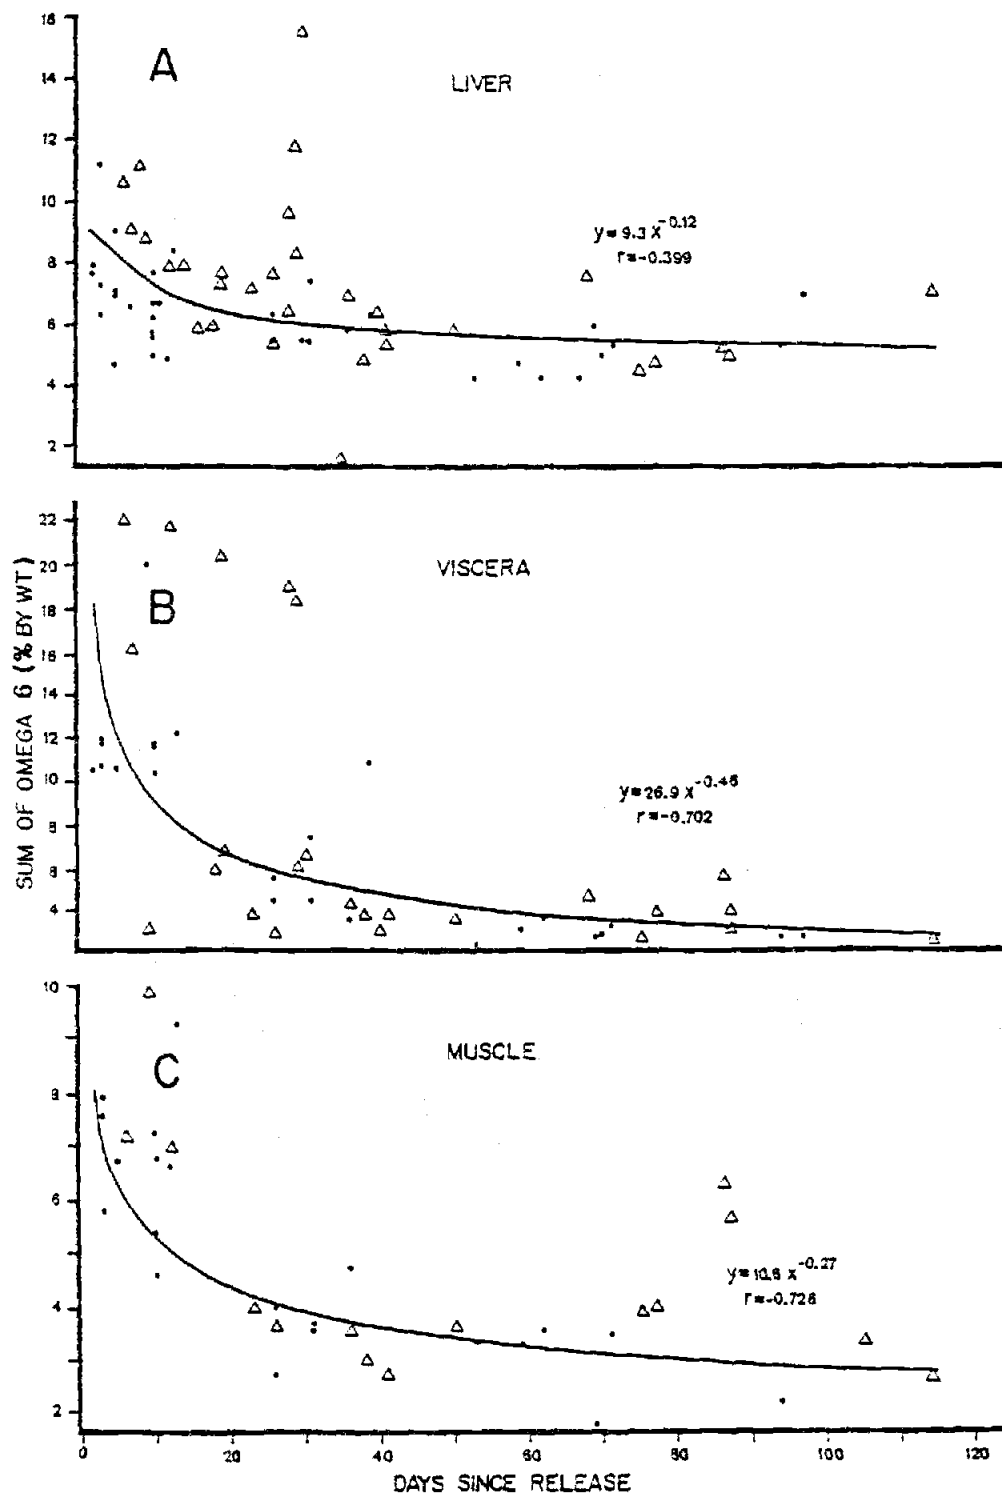 16
A
14
LIVER
12
10
y=9.3 X^-0.12
r=-0.399
8
6
4
2
22
20
VISCERA
B
18
16
14
12
10
y=26.9 X^-0.46
r=-0.702
8
6
4
SUM OF OMEGA 6 (% BY WT)
10
MUSCLE
C
8
6
y=10.6 X^-0.27
r=-0.726
4
2
0 20 40 60 80 100 120
DAYS SINCE RELEASE